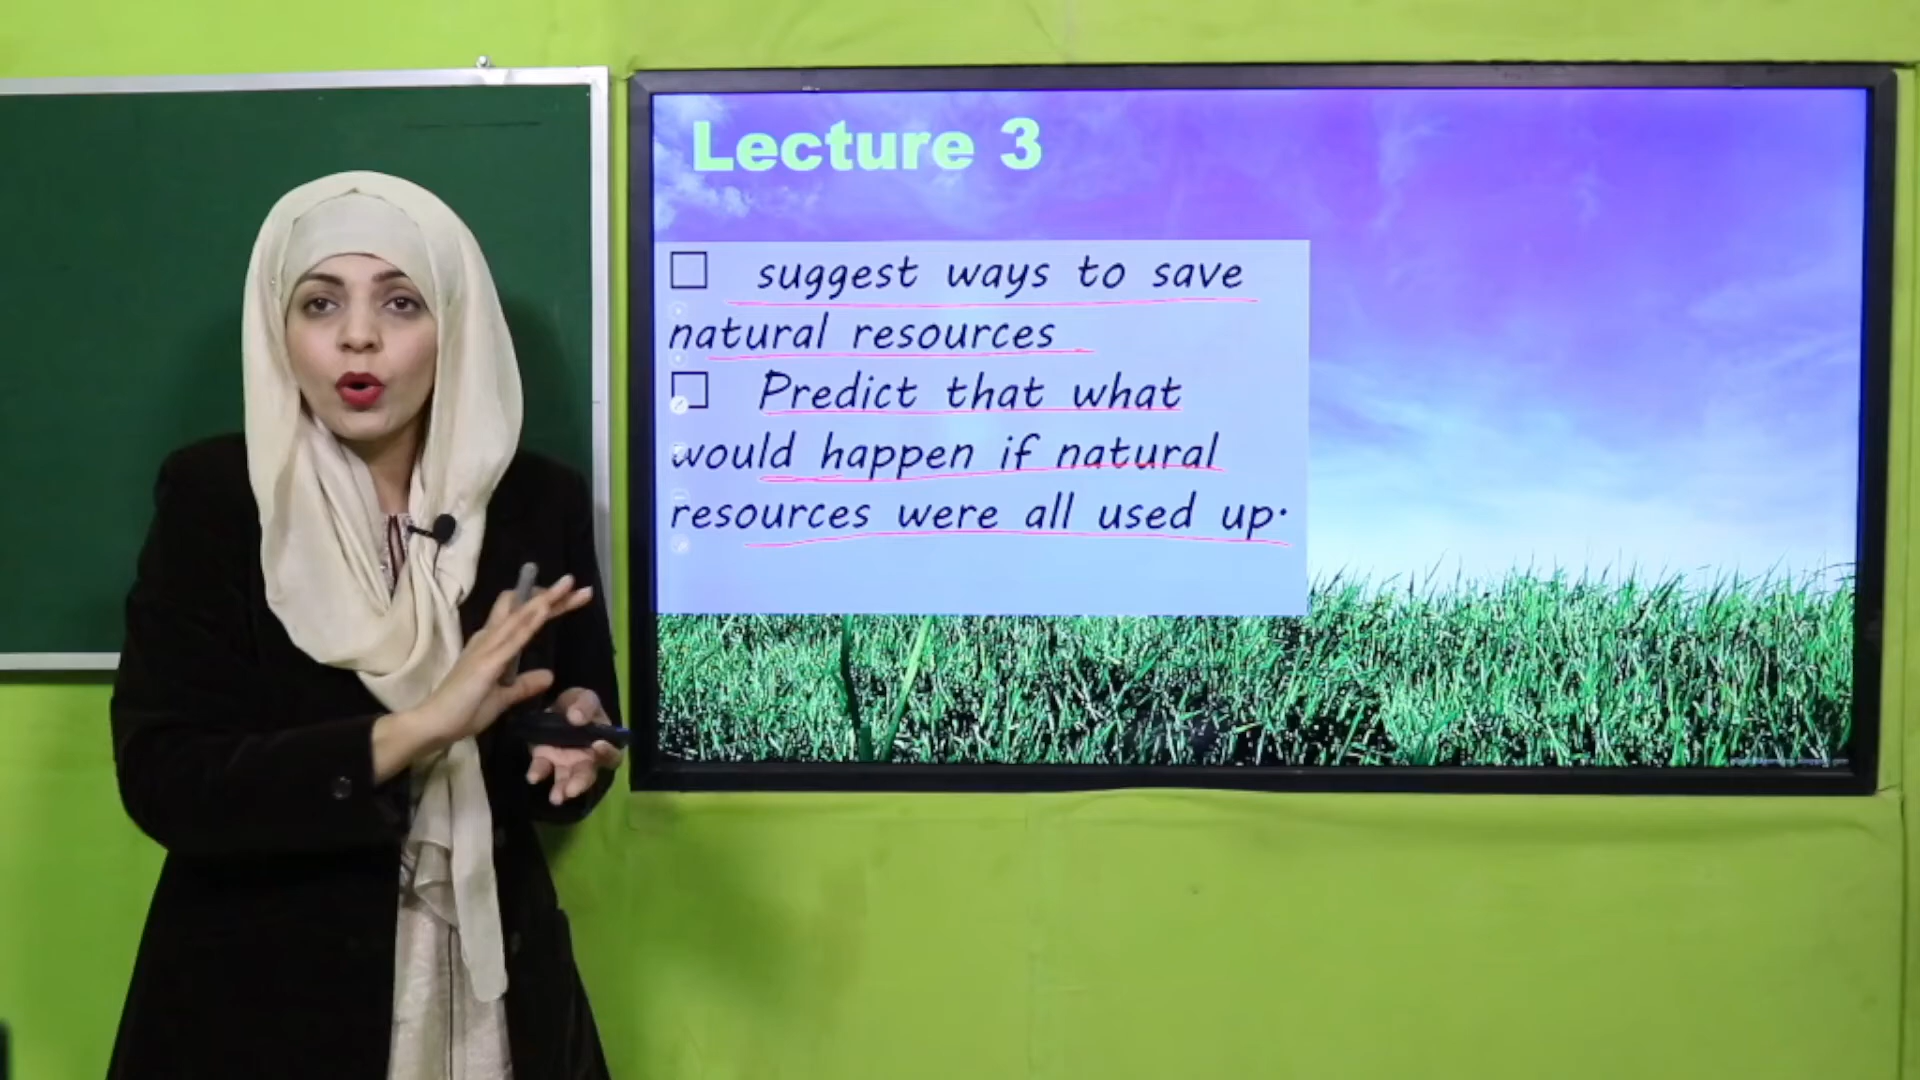 Lecture 3
☐ suggest ways to save
natural resources
☐ Predict that what
would happen if natural
resources were all used up.